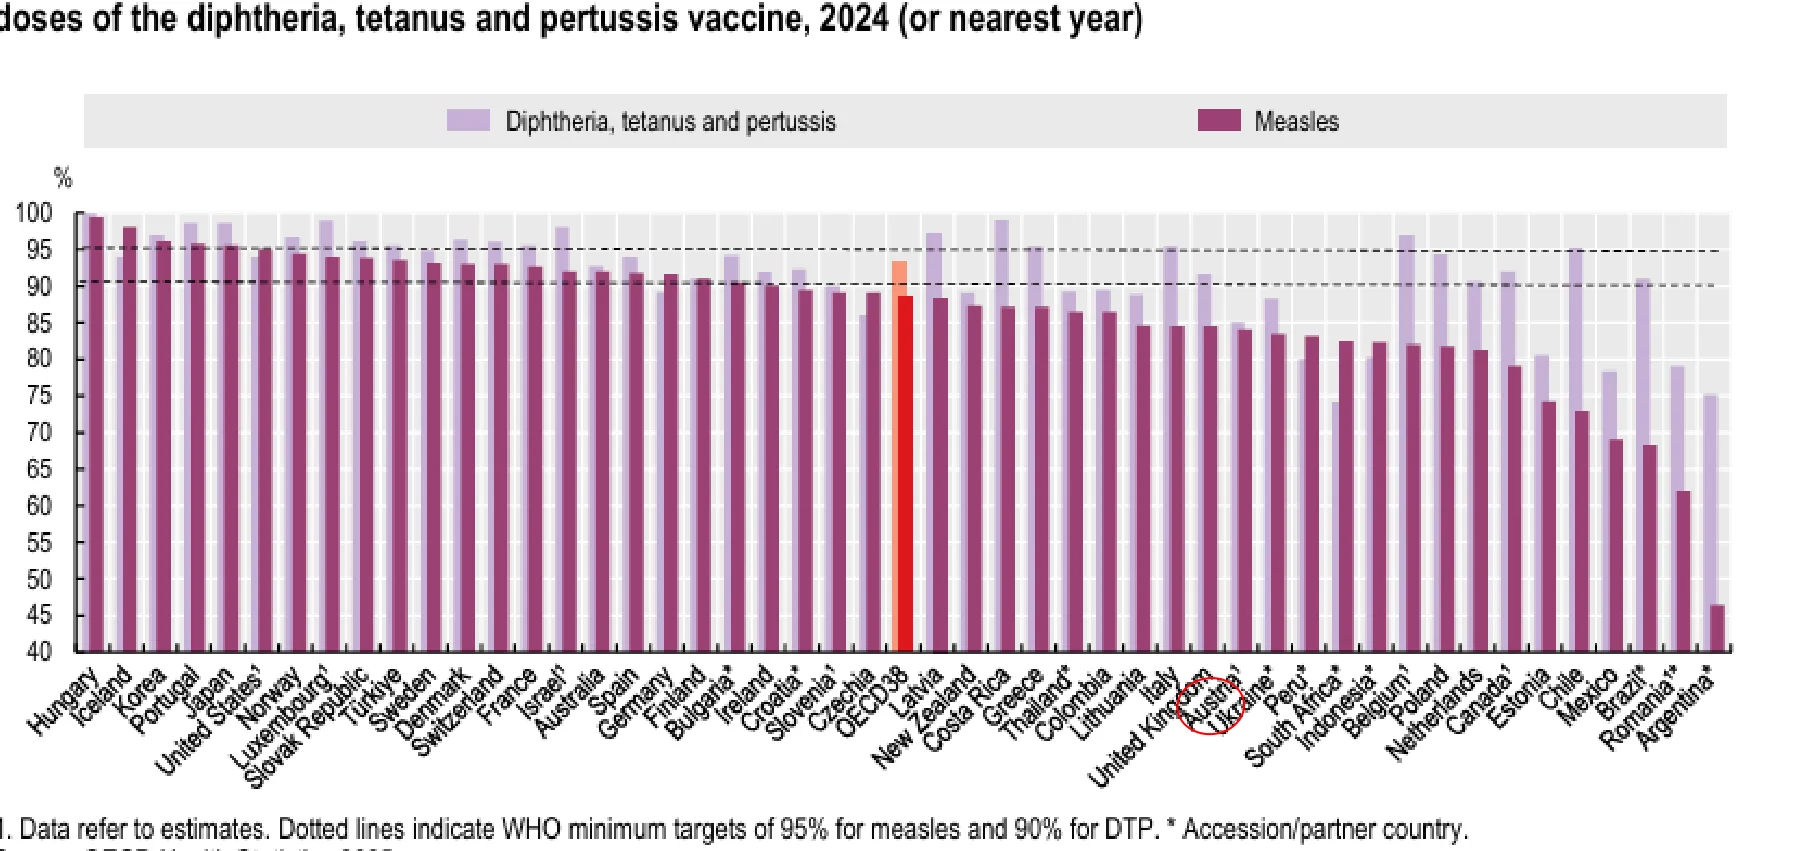 doses of the diphtheria, tetanus and pertussis vaccine, 2024 (or nearest year)
Diphtheria, tetanus and pertussis
Measles
%
100
95
90
85
80
75
70
65
60
55
50
45
40
Hungary
Iceland
Korea
Portugal
Japan
United States¹
Norway
Luxembourg¹
Slovak Republic
Türkiye
Sweden
Denmark
Switzerland
France
Israel¹
Australia
Spain
Germany
Finland
Bulgaria*
Ireland
Croatia*
Slovenia¹
Czechia
OECD38
Latvia
New Zealand
Costa Rica
Greece
Thailand*
Colombia
Lithuania
Italy
United Kingdom
Austria¹
Ukraine*
Peru*
South Africa*
Indonesia*
Belgium¹
Poland
Netherlands
Canada¹
Estonia
Chile
Mexico
Brazil*
Romania¹*
Argentina*
1. Data refer to estimates. Dotted lines indicate WHO minimum targets of 95% for measles and 90% for DTP. * Accession/partner country.